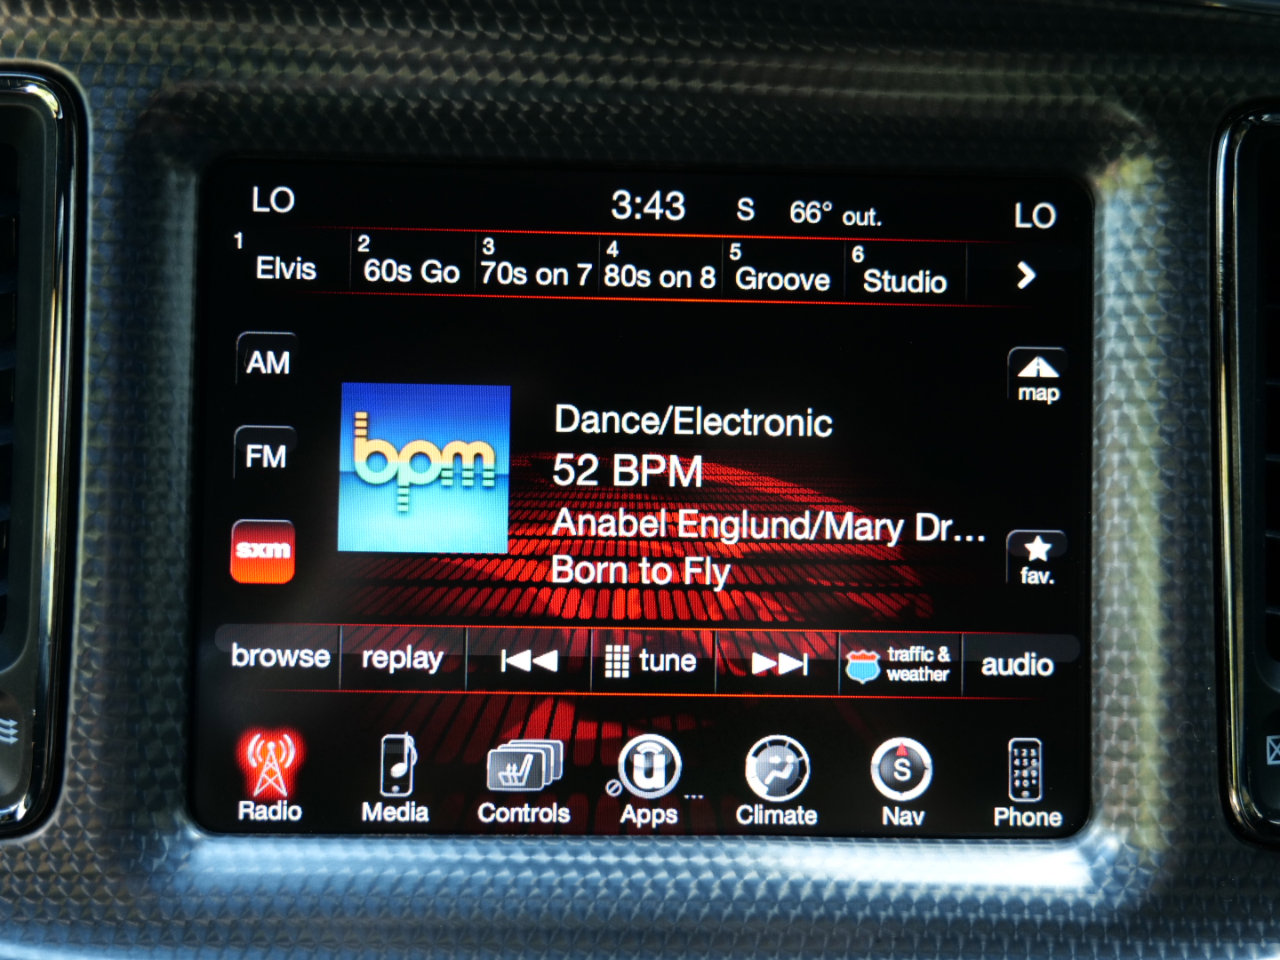 LO 3:43 S 66° out. LO
1 Elvis 2 60s Go 3 70s on 7 4 80s on 8 5 Groove 6 Studio
AM
map
FM
sxm
bpm
Dance/Electronic
52 BPM
Anabel Englund/Mary Dr...
Born to Fly
fav.
browse replay tune traffic & weather audio
Radio Media Controls Apps Climate Nav Phone
S